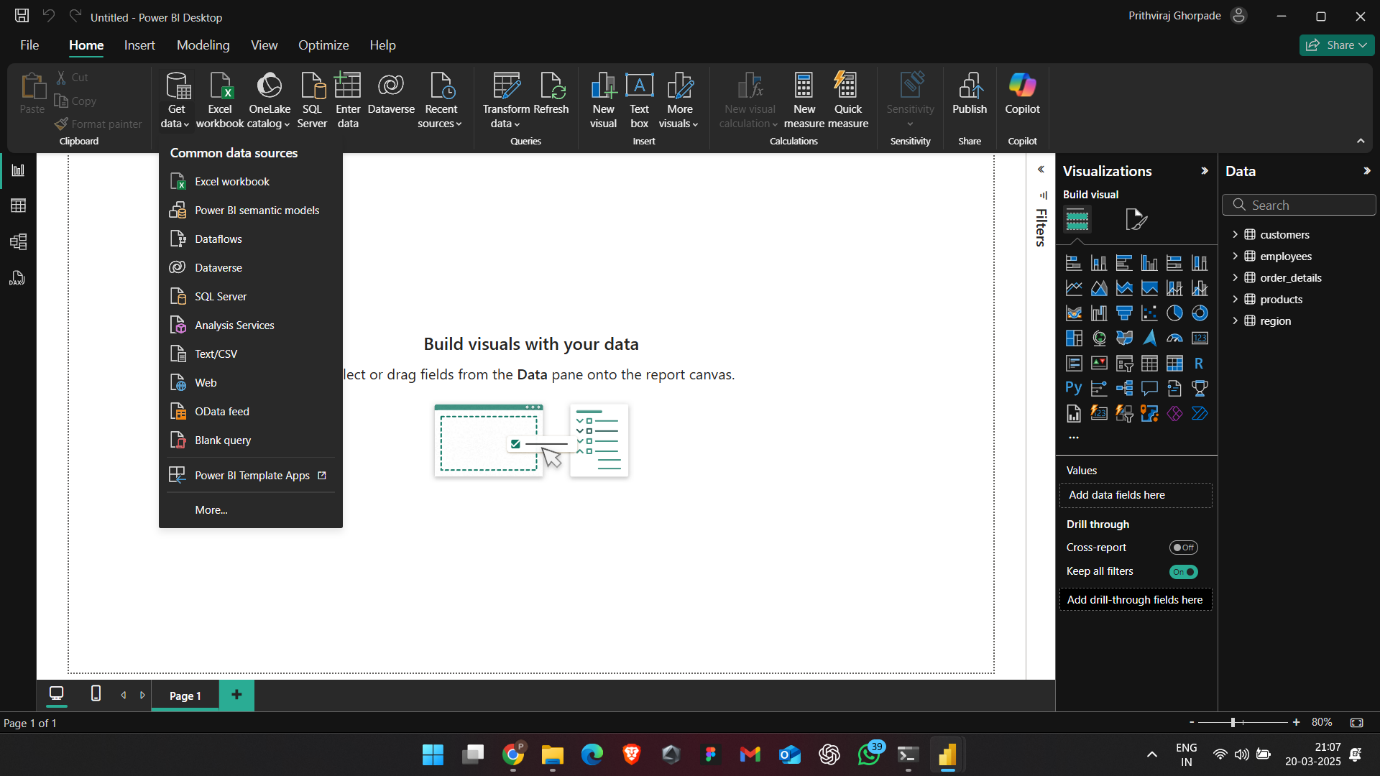 Untitled - Power BI Desktop
Prithviraj Ghorpade
File Home Insert Modeling View Optimize Help
Share
Paste
Cut
Copy
Format painter
Clipboard
Get data
Excel workbook
OneLake catalog
SQL Server
Enter data
Dataverse
Recent sources
Transform data
Refresh
Queries
New visual
Text box
More visuals
Insert
New visual calculation
New measure
Quick measure
Calculations
Sensitivity
Sensitivity
Publish
Share
Copilot
Copilot
Common data sources
Excel workbook
Power BI semantic models
Dataflows
Dataverse
SQL Server
Analysis Services
Text/CSV
Web
OData feed
Blank query
Power BI Template Apps
More...
DAX
Build visuals with your data
lect or drag fields from the Data pane onto the report canvas.
Filters
Visualizations
Build visual
123
R
Py
123
...
Values
Add data fields here
Drill through
Cross-report
Off
Keep all filters
On
Add drill-through fields here
Data
Search
customers
employees
order_details
products
region
Page 1
+
Page 1 of 1
- + 80%
P
39
ENG
IN
21:07
20-03-2025